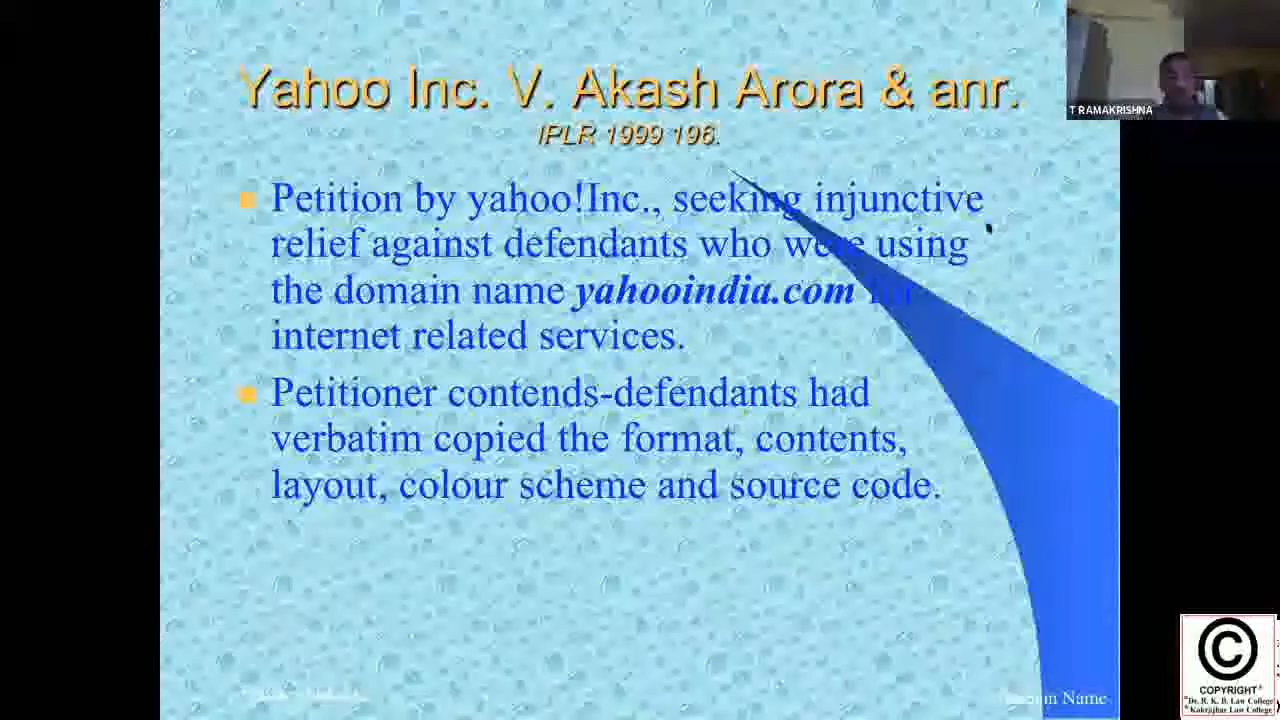 Yahoo Inc. V. Akash Arora & anr.
IPLR 1999 196.
T RAMAKRISHNA
Petition by yahoo!Inc., seeking injunctive
relief against defendants who were using
the domain name yahooindia.com for
internet related services.
Petitioner contends-defendants had
verbatim copied the format, contents,
layout, colour scheme and source code.
Name
COPYRIGHT
Dr. R. K. B. Law College
Kokrajhar Law College